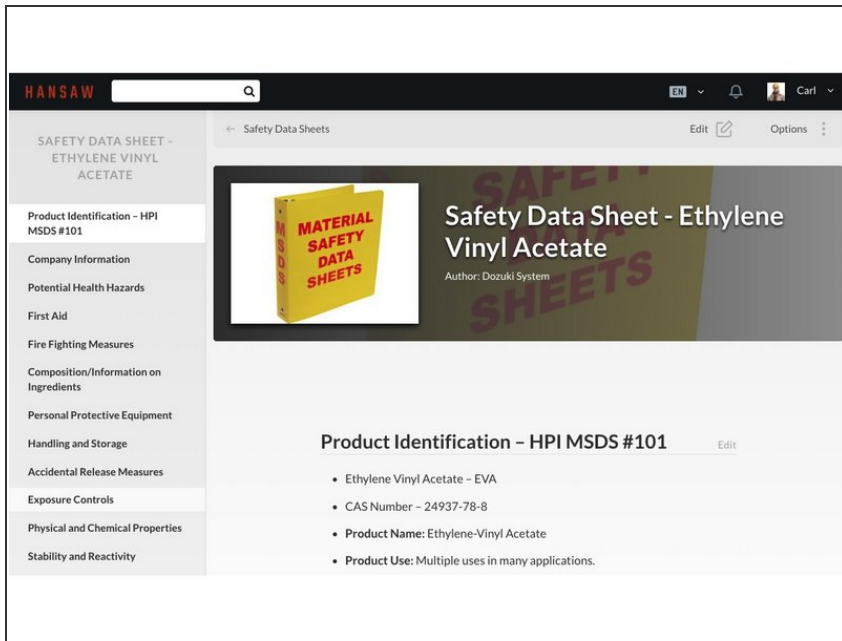 HANSAW
EN
Carl
SAFETY DATA SHEET -
ETHYLENE VINYL
ACETATE
Product Identification – HPI
MSDS #101
Company Information
Potential Health Hazards
First Aid
Fire Fighting Measures
Composition/Information on
Ingredients
Personal Protective Equipment
Handling and Storage
Accidental Release Measures
Exposure Controls
Physical and Chemical Properties
Stability and Reactivity
← Safety Data Sheets
Edit
Options
MSDS
MATERIAL
SAFETY
DATA
SHEETS
SAFETY
DATA
SHEETS
Safety Data Sheet - Ethylene
Vinyl Acetate
Author: Dozuki System
Product Identification – HPI MSDS #101
Edit
• Ethylene Vinyl Acetate – EVA
• CAS Number – 24937-78-8
• Product Name: Ethylene-Vinyl Acetate
• Product Use: Multiple uses in many applications.